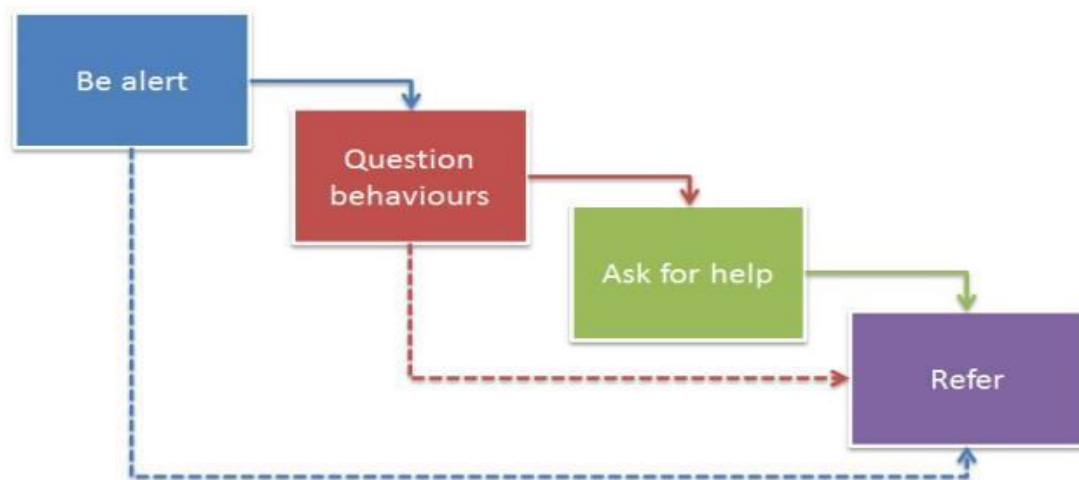 Be alert
Question
behaviours
Ask for help
Refer